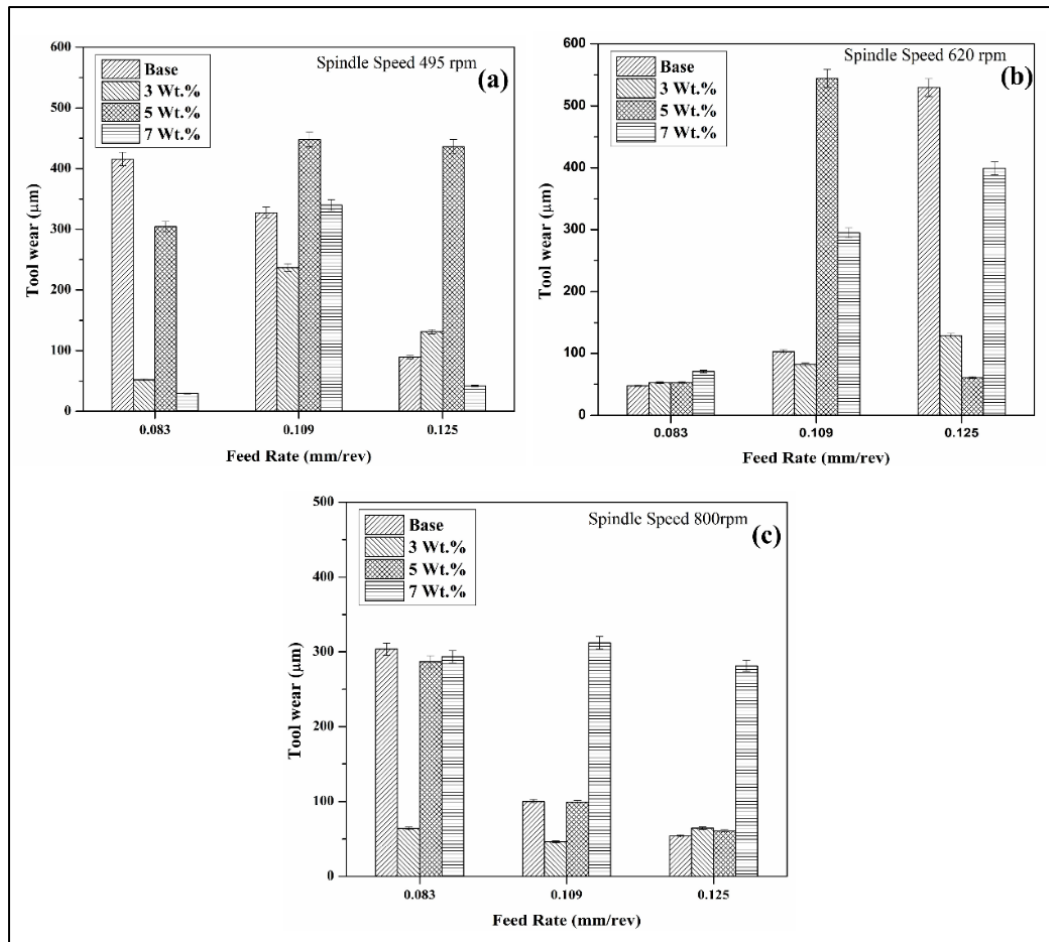 Spindle Speed 495 rpm
(a)
Base
3 Wt.%
5 Wt.%
7 Wt.%
600
500
400
300
200
100
0
Tool wear (μm)
0.083
0.109
0.125
Feed Rate (mm/rev)
Spindle Speed 620 rpm
(b)
Base
3 Wt.%
5 Wt.%
7 Wt.%
600
500
400
300
200
100
0
Tool wear (μm)
0.083
0.109
0.125
Feed Rate (mm/rev)
Spindle Speed 800rpm
(c)
Base
3 Wt.%
5 Wt.%
7 Wt.%
500
400
300
200
100
0
Tool wear (μm)
0.083
0.109
0.125
Feed Rate (mm/rev)